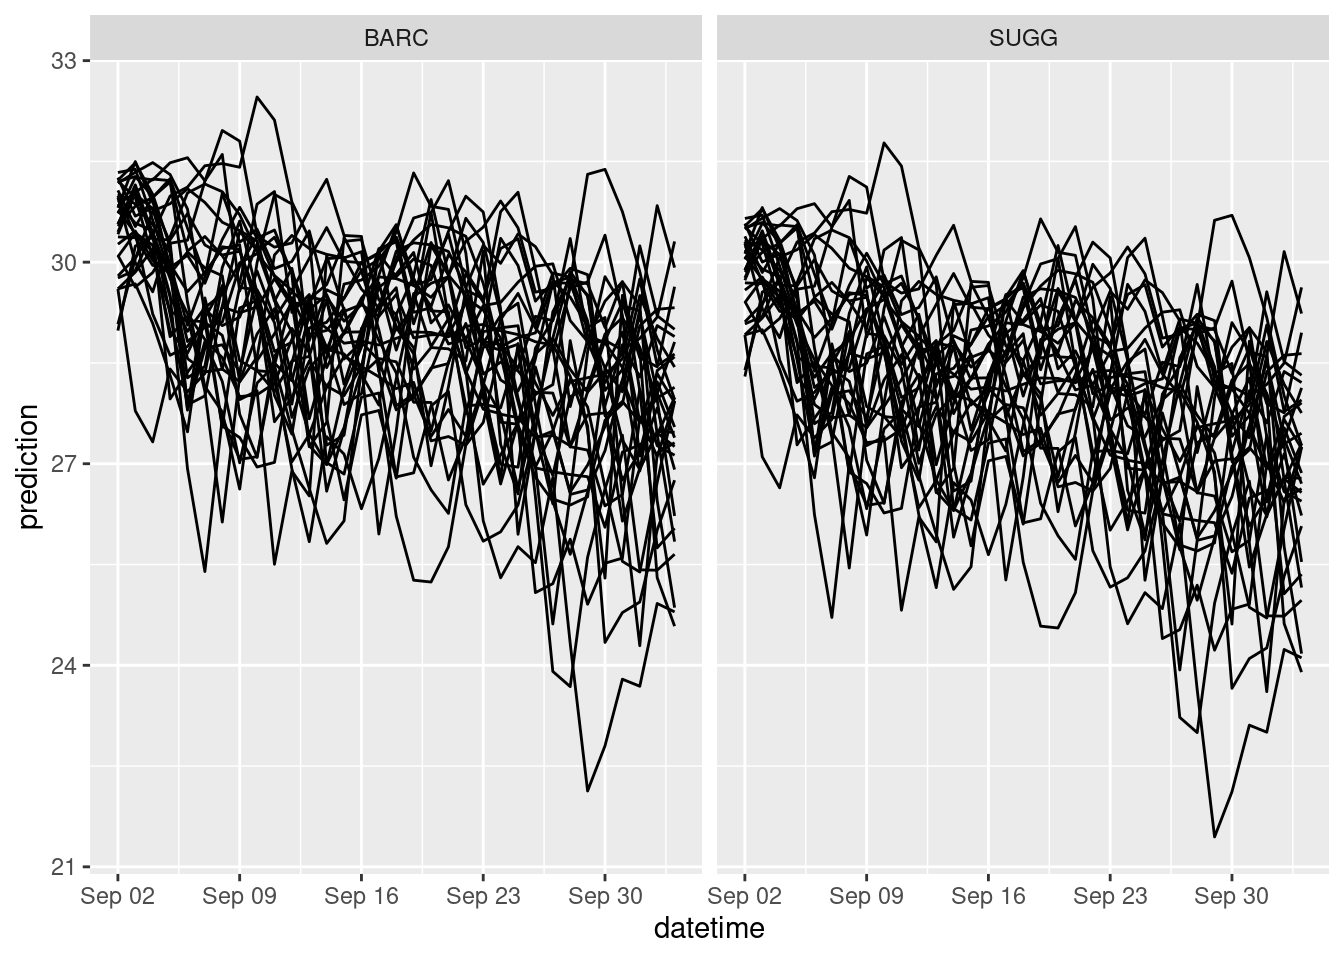 BARC SUGG
33
30
27
24
21
prediction
Sep 02 Sep 09 Sep 16 Sep 23 Sep 30 Sep 02 Sep 09 Sep 16 Sep 23 Sep 30
datetime